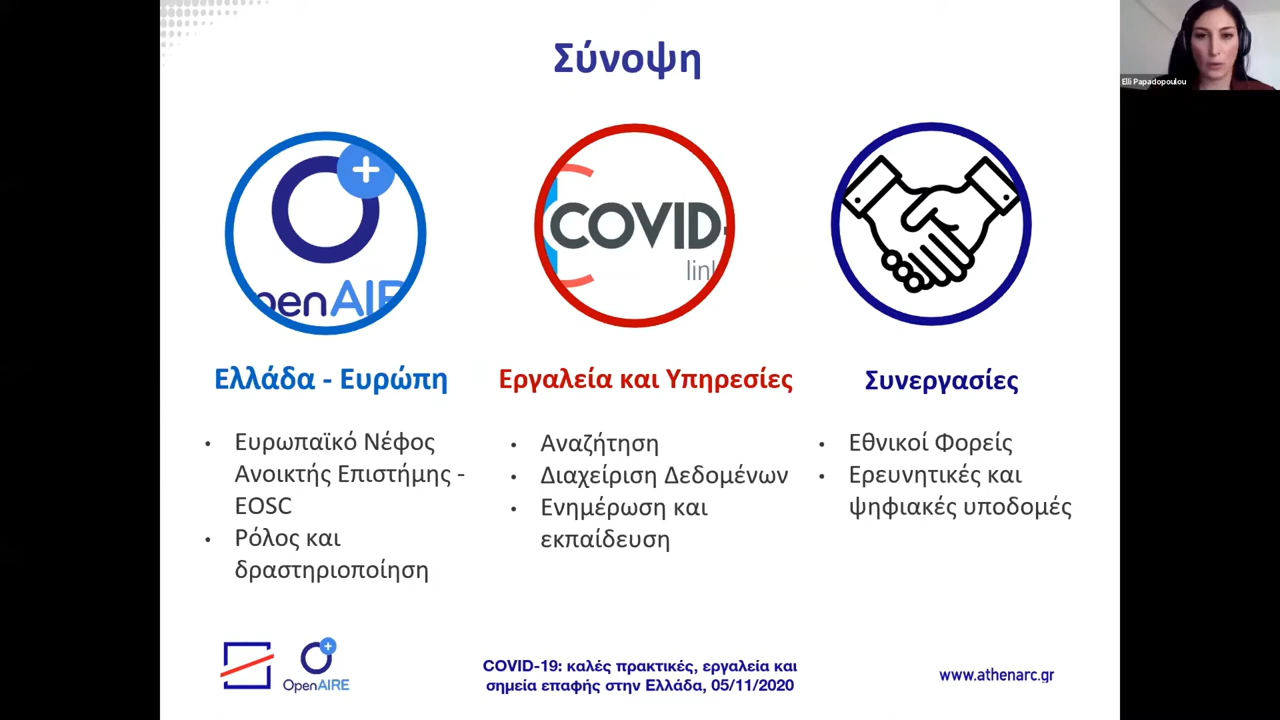 Σύνοψη
Elli Papadopoulou
penAIR
COVID-
link
Ελλάδα - Ευρώπη
Εργαλεία και Υπηρεσίες
Συνεργασίες
• Ευρωπαϊκό Νέφος
Ανοικτής Επιστήμης -
EOSC
• Ρόλος και
δραστηριοποίηση
• Αναζήτηση
• Διαχείριση Δεδομένων
• Ενημέρωση και
εκπαίδευση
• Εθνικοί Φορείς
• Ερευνητικές και
ψηφιακές υποδομές
OpenAIRE
COVID-19: καλές πρακτικές, εργαλεία και
σημεία επαφής στην Ελλάδα, 05/11/2020
www.athenarc.gr